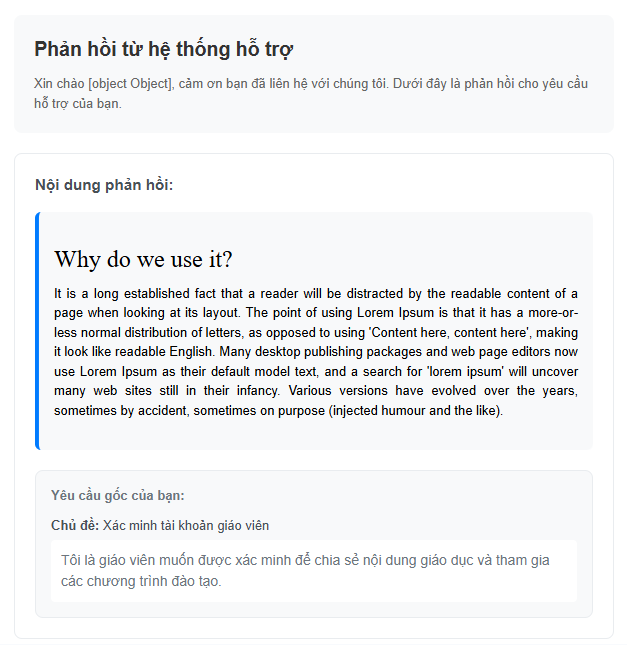 Phản hồi từ hệ thống hỗ trợ
Xin chào [object Object], cảm ơn bạn đã liên hệ với chúng tôi. Dưới đây là phản hồi cho yêu cầu
hỗ trợ của bạn.
Nội dung phản hồi:
Why do we use it?
It is a long established fact that a reader will be distracted by the readable content of a
page when looking at its layout. The point of using Lorem Ipsum is that it has a more-or-
less normal distribution of letters, as opposed to using 'Content here, content here', making
it look like readable English. Many desktop publishing packages and web page editors now
use Lorem Ipsum as their default model text, and a search for 'lorem ipsum' will uncover
many web sites still in their infancy. Various versions have evolved over the years,
sometimes by accident, sometimes on purpose (injected humour and the like).
Yêu cầu gốc của bạn:
Chủ đề: Xác minh tài khoản giáo viên
Tôi là giáo viên muốn được xác minh để chia sẻ nội dung giáo dục và tham gia
các chương trình đào tạo.